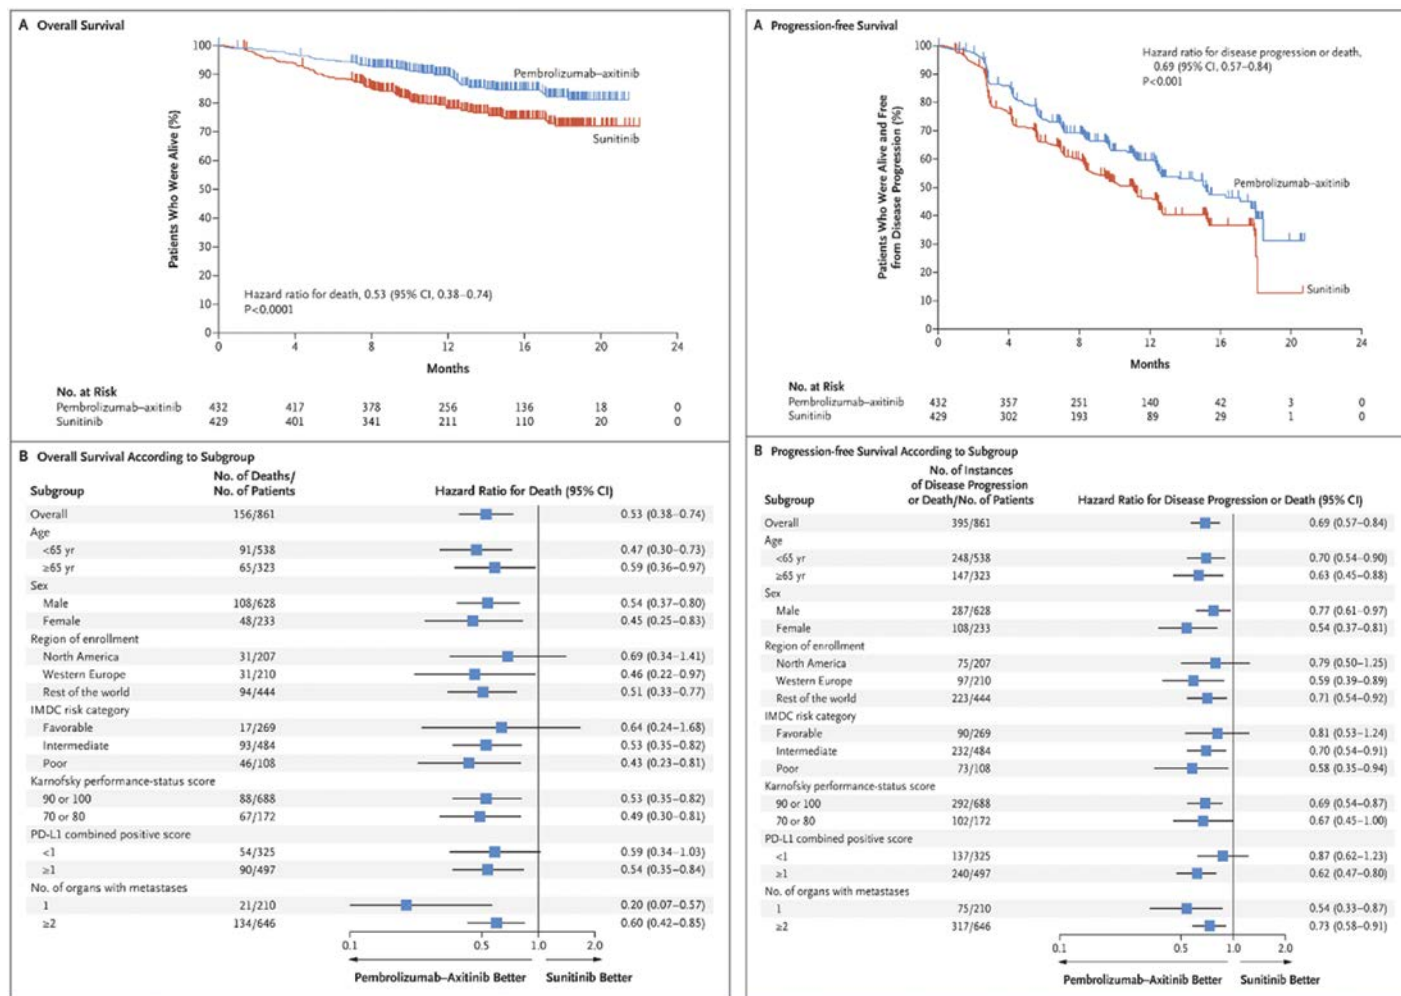 A Overall Survival
100
90
80
70
60
50
40
30
20
10
0
Patients Who Were Alive (%)
Pembrolizumab–axitinib
Sunitinib
Hazard ratio for death, 0.53 (95% CI, 0.38–0.74)
P<0.0001
0 4 8 12 16 20 24
Months
No. at Risk
Pembrolizumab–axitinib 432 417 378 256 136 18 0
Sunitinib 429 401 341 211 110 20 0
B Overall Survival According to Subgroup
Subgroup No. of Deaths/ No. of Patients Hazard Ratio for Death (95% CI)
Overall 156/861 0.53 (0.38–0.74)
Age
<65 yr 91/538 0.47 (0.30–0.73)
≥65 yr 65/323 0.59 (0.36–0.97)
Sex
Male 108/628 0.54 (0.37–0.80)
Female 48/233 0.45 (0.25–0.83)
Region of enrollment
North America 31/207 0.69 (0.34–1.41)
Western Europe 31/210 0.46 (0.22–0.97)
Rest of the world 94/444 0.51 (0.33–0.77)
IMDC risk category
Favorable 17/269 0.64 (0.24–1.68)
Intermediate 93/484 0.53 (0.35–0.82)
Poor 46/108 0.43 (0.23–0.81)
Karnofsky performance-status score
90 or 100 88/688 0.53 (0.35–0.82)
70 or 80 67/172 0.49 (0.30–0.81)
PD-L1 combined positive score
<1 54/325 0.59 (0.34–1.03)
≥1 90/497 0.54 (0.35–0.84)
No. of organs with metastases
1 21/210 0.20 (0.07–0.57)
≥2 134/646 0.60 (0.42–0.85)
0.1 0.5 1.0 2.0
Pembrolizumab–Axitinib Better Sunitinib Better
A Progression-free Survival
100
90
80
70
60
50
40
30
20
10
0
Patients Who Were Alive and Free
from Disease Progression (%)
Hazard ratio for disease progression or death,
0.69 (95% CI, 0.57–0.84)
P<0.001
Pembrolizumab–axitinib
Sunitinib
0 4 8 12 16 20 24
Months
No. at Risk
Pembrolizumab–axitinib 432 357 251 140 42 3 0
Sunitinib 429 302 193 89 29 1 0
B Progression-free Survival According to Subgroup
Subgroup No. of Instances of Disease Progression or Death/No. of Patients Hazard Ratio for Disease Progression or Death (95% CI)
Overall 395/861 0.69 (0.57–0.84)
Age
<65 yr 248/538 0.70 (0.54–0.90)
≥65 yr 147/323 0.63 (0.45–0.88)
Sex
Male 287/628 0.77 (0.61–0.97)
Female 108/233 0.54 (0.37–0.81)
Region of enrollment
North America 75/207 0.79 (0.50–1.25)
Western Europe 97/210 0.59 (0.39–0.89)
Rest of the world 223/444 0.71 (0.54–0.92)
IMDC risk category
Favorable 90/269 0.81 (0.53–1.24)
Intermediate 232/484 0.70 (0.54–0.91)
Poor 73/108 0.58 (0.35–0.94)
Karnofsky performance-status score
90 or 100 292/688 0.69 (0.54–0.87)
70 or 80 102/172 0.67 (0.45–1.00)
PD-L1 combined positive score
<1 137/325 0.87 (0.62–1.23)
≥1 240/497 0.62 (0.47–0.80)
No. of organs with metastases
1 75/210 0.54 (0.33–0.87)
≥2 317/646 0.73 (0.58–0.91)
0.1 0.5 1.0 2.0
Pembrolizumab–Axitinib Better Sunitinib Better